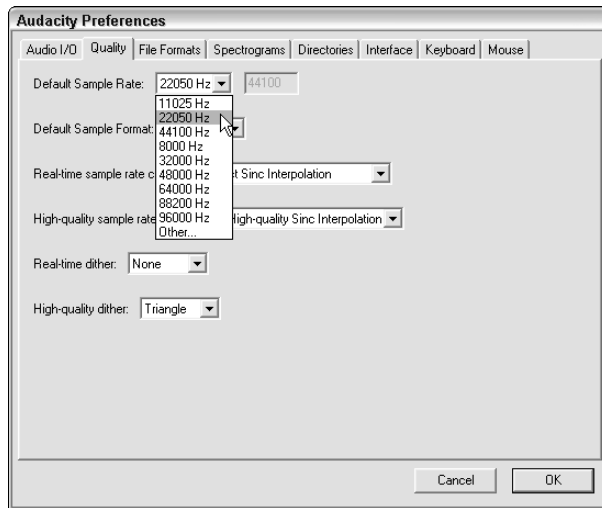 Audacity Preferences
Audio I/O Quality File Formats Spectrograms Directories Interface Keyboard Mouse
Default Sample Rate: 22050 Hz 44100
11025 Hz
22050 Hz
Default Sample Format:
44100 Hz
8000 Hz
32000 Hz
Real-time sample rate c
48000 Hz
t Sinc Interpolation
64000 Hz
88200 Hz
High-quality sample rate
96000 Hz
High-quality Sinc Interpolation
Other...
Real-time dither: None
High-quality dither: Triangle
Cancel OK